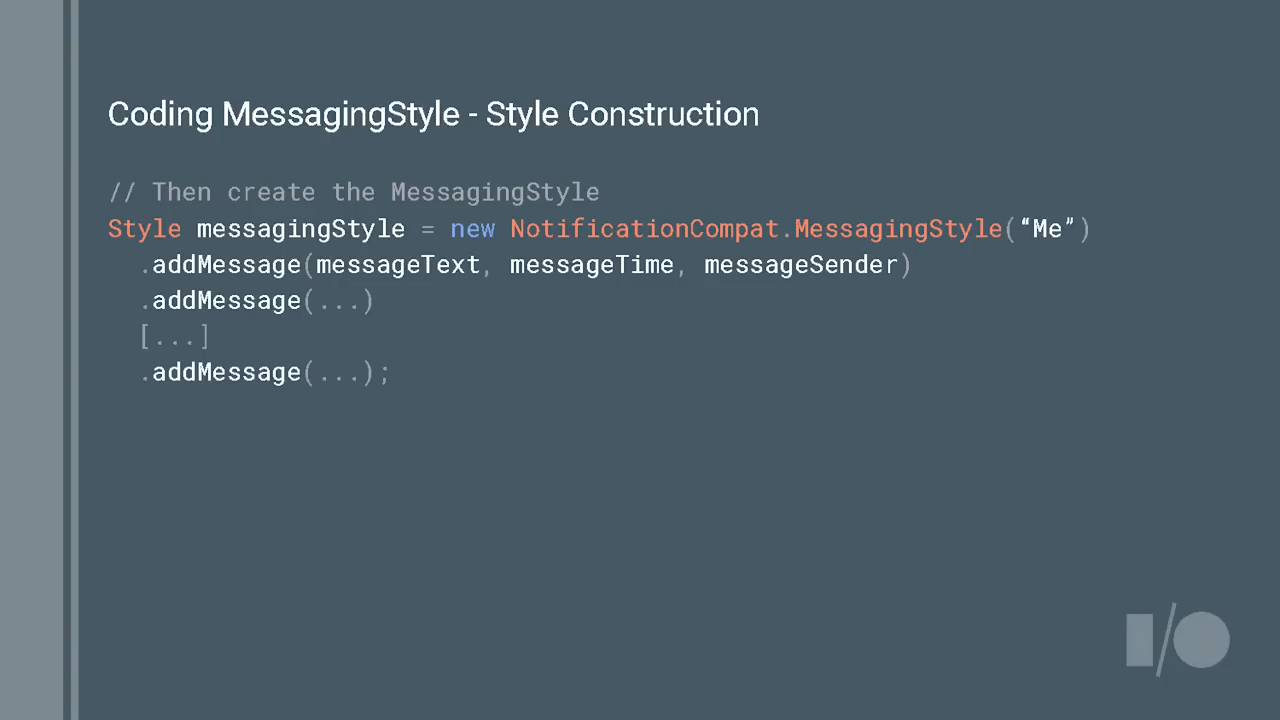 Coding MessagingStyle - Style Construction
// Then create the MessagingStyle
Style messagingStyle = new NotificationCompat.MessagingStyle(“Me”)
.addMessage(messageText, messageTime, messageSender)
.addMessage(...)
[...]
.addMessage(...);
I/O